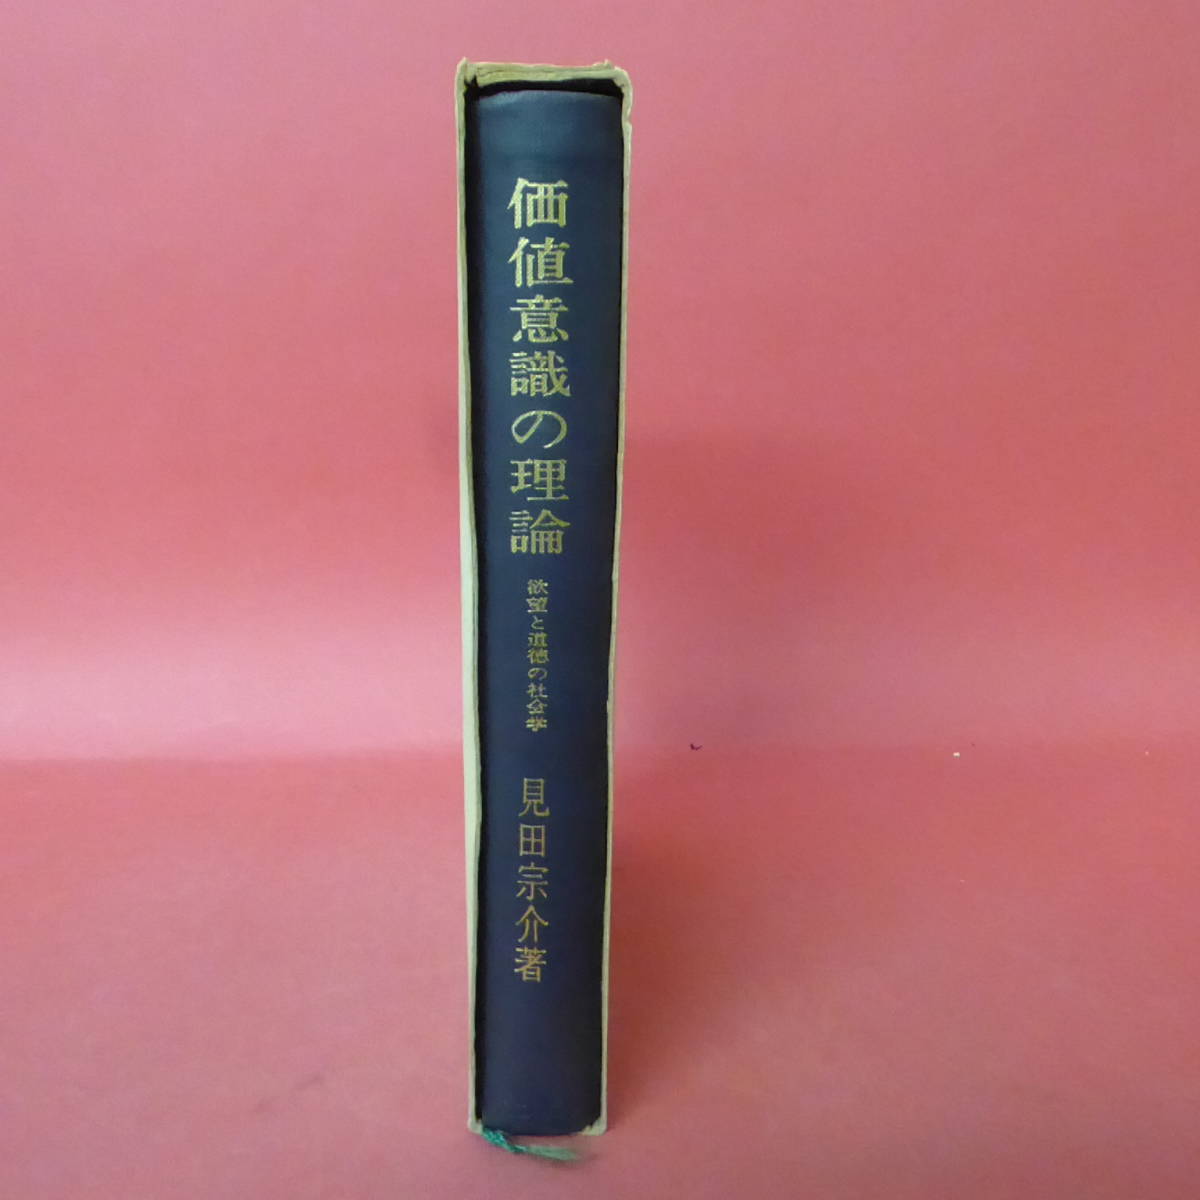 価値意識の理論
欲望と道徳の社会学
見田宗介著